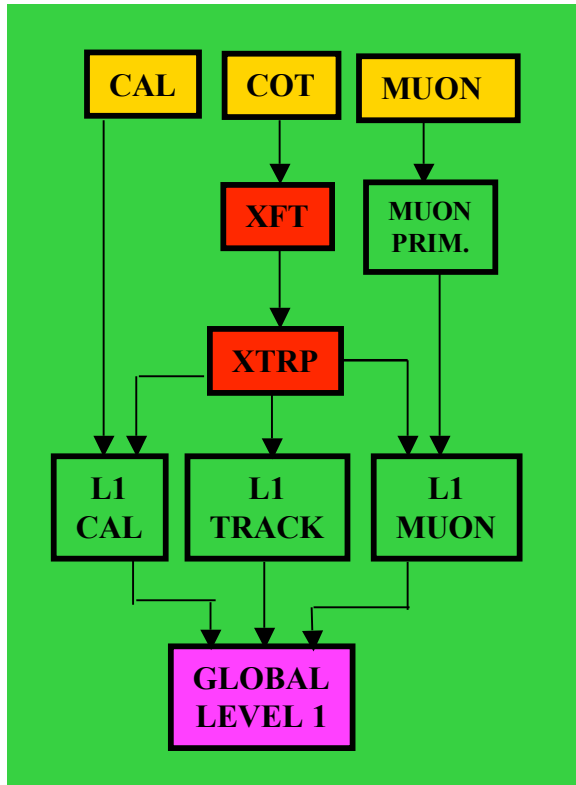 CAL
COT
MUON
XFT
MUON
PRIM.
XTRP
L1
CAL
L1
TRACK
L1
MUON
GLOBAL
LEVEL 1